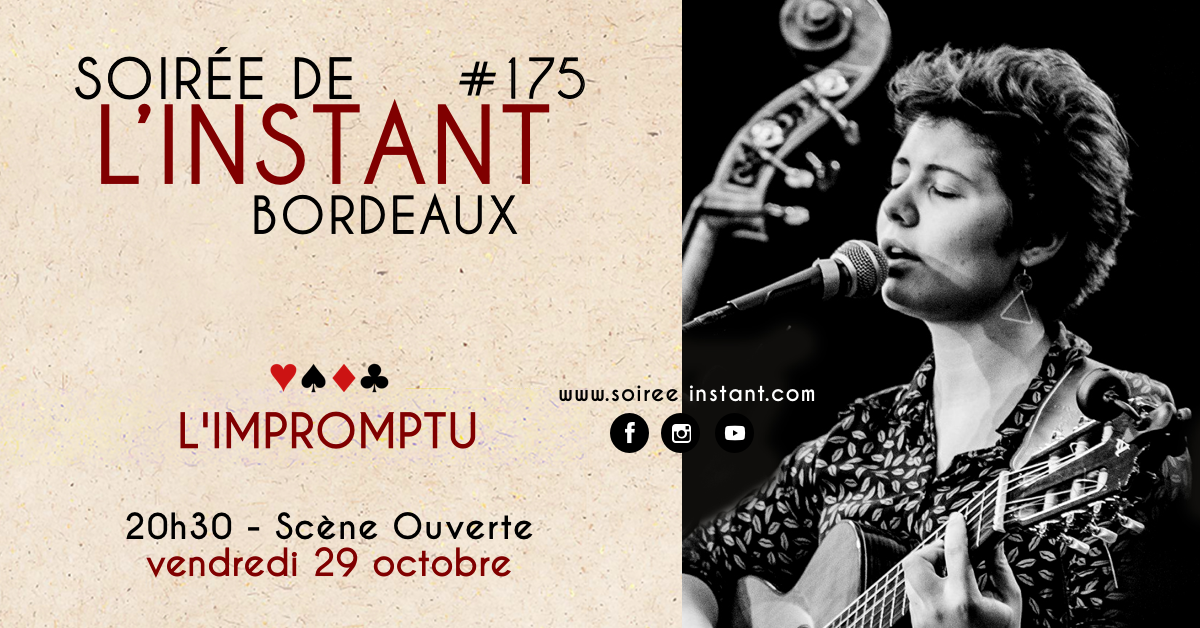 SOIRÉE DE #175
L'INSTANT
BORDEAUX
♥♠♦♣
L'IMPROMPTU
www.soiree instant.com
20h30 - Scène Ouverte
vendredi 29 octobre